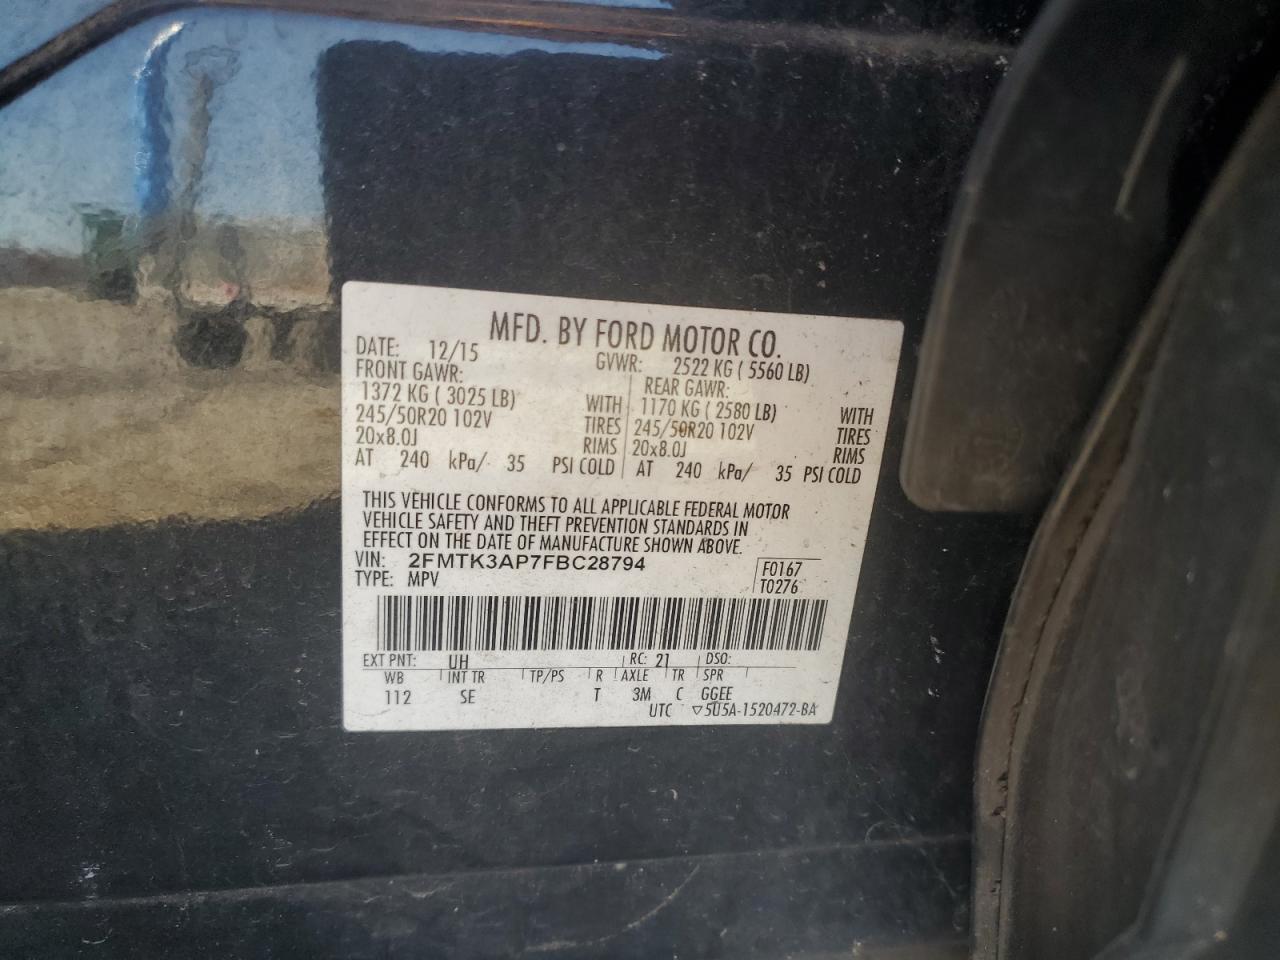 MFD. BY FORD MOTOR CO.
DATE: 12/15 GVWR: 2522 KG ( 5560 LB)
FRONT GAWR: REAR GAWR:
1372 KG ( 3025 LB) WITH 1170 KG ( 2580 LB) WITH
245/50R20 102V TIRES 245/50R20 102V TIRES
20x8.0J RIMS 20x8.0J RIMS
AT 240 kPa/ 35 PSI COLD AT 240 kPa/ 35 PSI COLD
THIS VEHICLE CONFORMS TO ALL APPLICABLE FEDERAL MOTOR
VEHICLE SAFETY AND THEFT PREVENTION STANDARDS IN
EFFECT ON THE DATE OF MANUFACTURE SHOWN ABOVE.
VIN: 2FMTK3AP7FBC28794 F0167
TYPE: MPV T0276
EXT PNT: UH RC: 21 DSO:
WB INT TR TP/PS R AXLE TR SPR
112 SE T 3M C GGEE
UTC ▽5U5A-1520472-BA